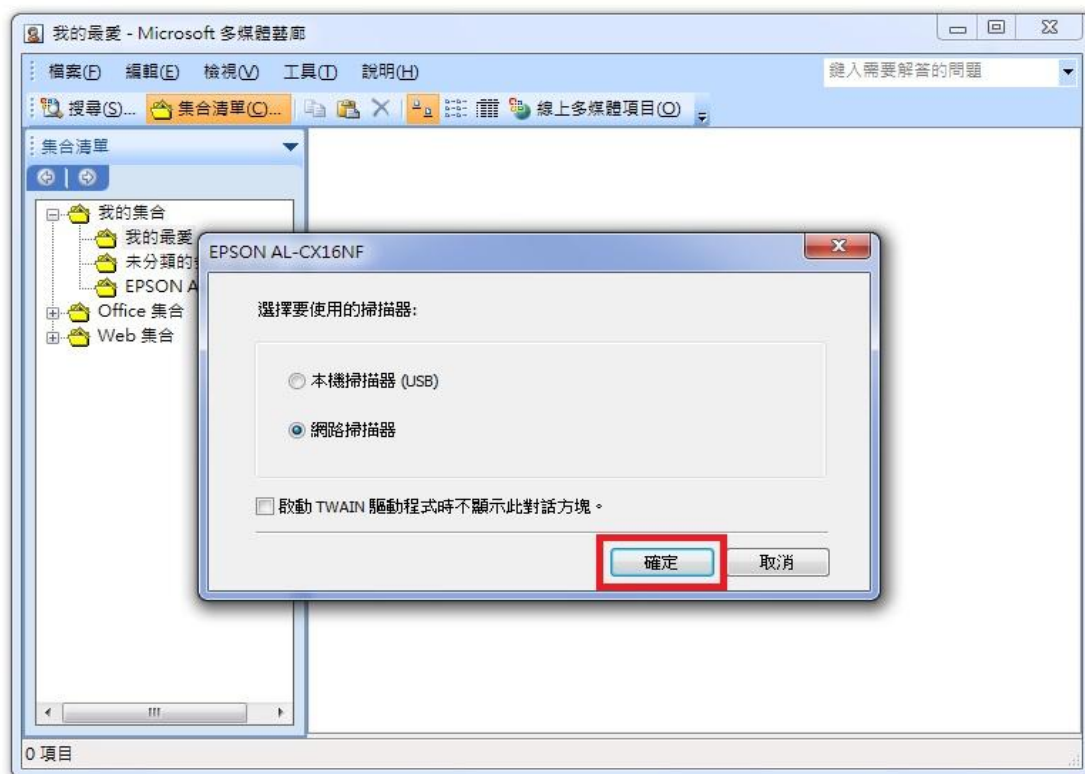 我的最愛 - Microsoft 多媒體藝廊
檔案(F) 編輯(E) 檢視(V) 工具(T) 說明(H) 鍵入需要解答的問題
搜尋(S)... 集合清單(C)... 線上多媒體項目(O)
集合清單
我的集合
我的最愛
未分類的
EPSON A
Office 集合
Web 集合
EPSON AL-CX16NF
選擇要使用的掃描器:
本機掃描器 (USB)
網路掃描器
啟動 TWAIN 驅動程式時不顯示此對話方塊。
確定 取消
0 項目